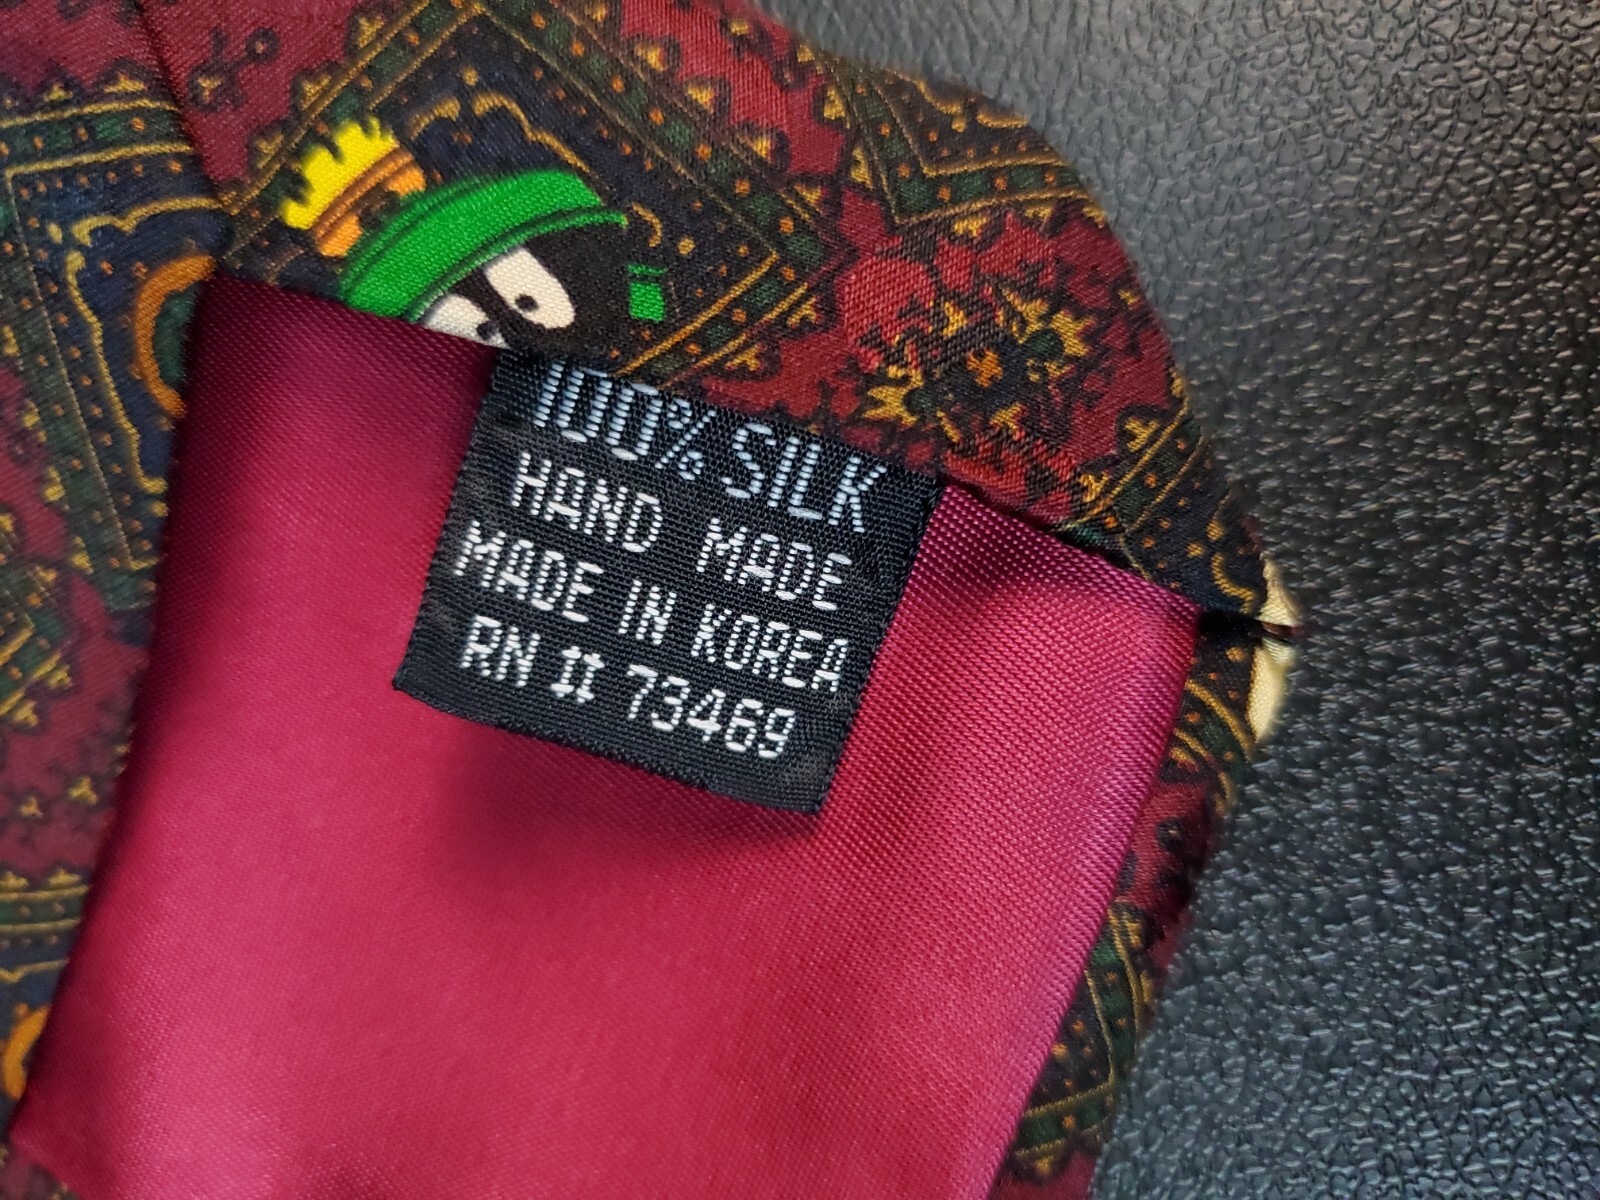 100% SILK
HAND MADE
MADE IN KOREA
RN # 73469